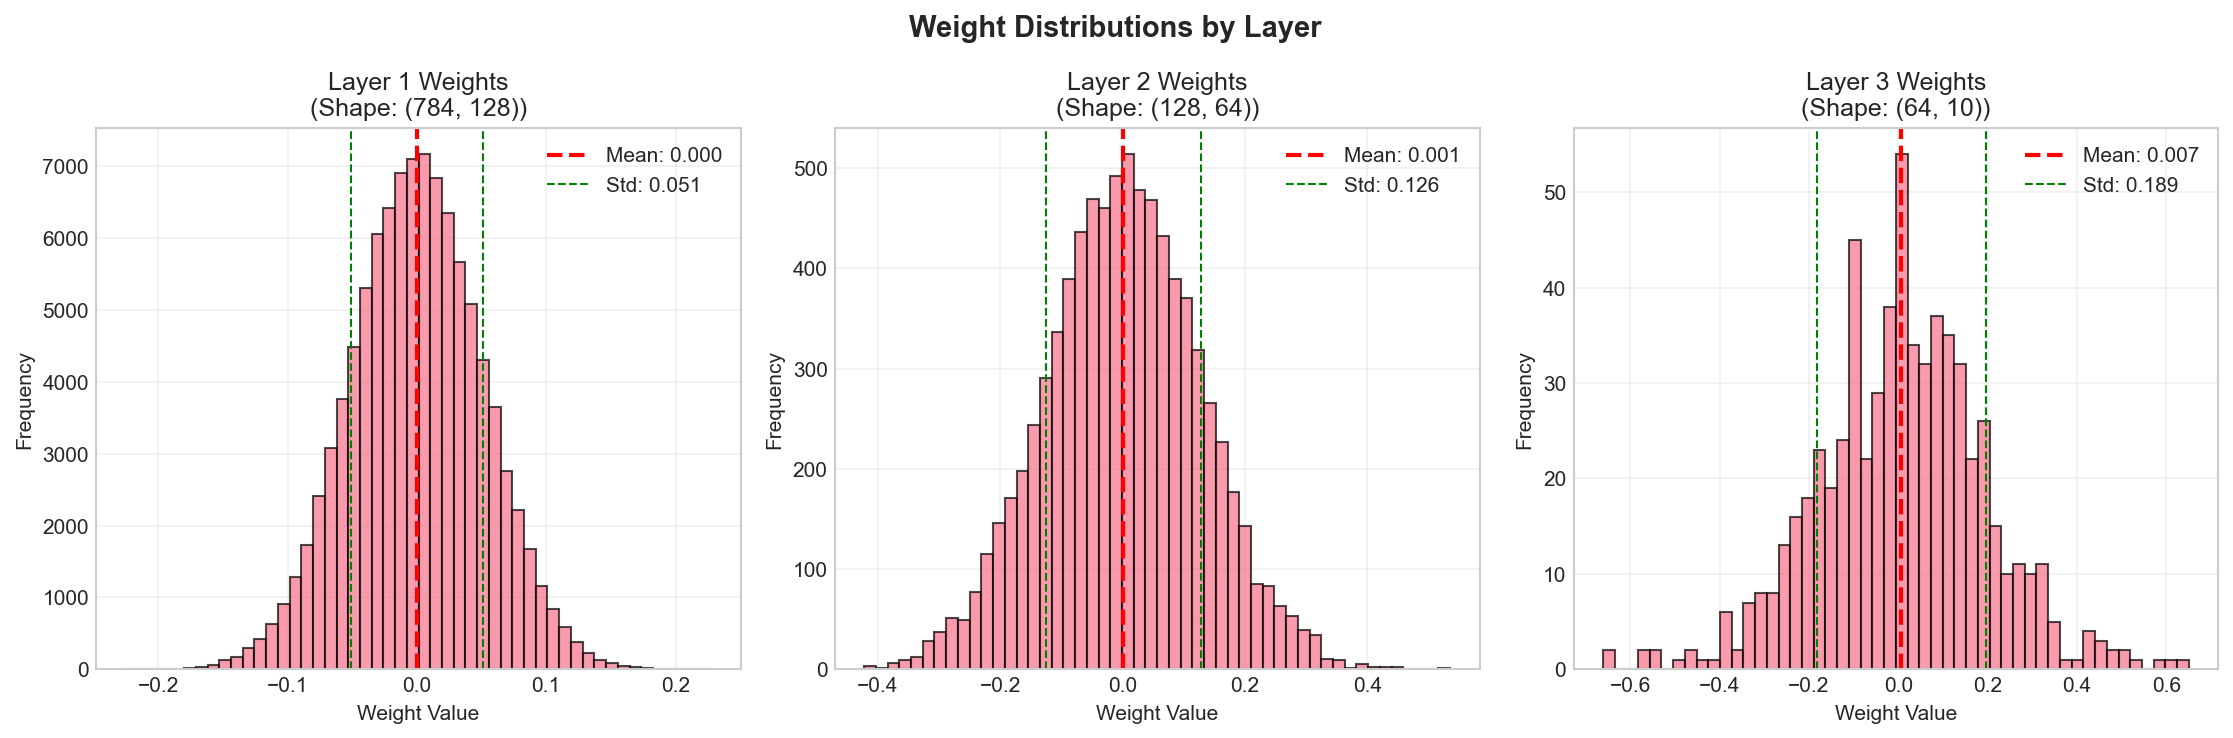 Weight Distributions by Layer
Layer 1 Weights
(Shape: (784, 128))
Mean: 0.000
Std: 0.051
Frequency
7000
6000
5000
4000
3000
2000
1000
0
−0.2
−0.1
0.0
0.1
0.2
Weight Value
Layer 2 Weights
(Shape: (128, 64))
Mean: 0.001
Std: 0.126
Frequency
500
400
300
200
100
0
−0.4
−0.2
0.0
0.2
0.4
Weight Value
Layer 3 Weights
(Shape: (64, 10))
Mean: 0.007
Std: 0.189
Frequency
50
40
30
20
10
0
−0.6
−0.4
−0.2
0.0
0.2
0.4
0.6
Weight Value